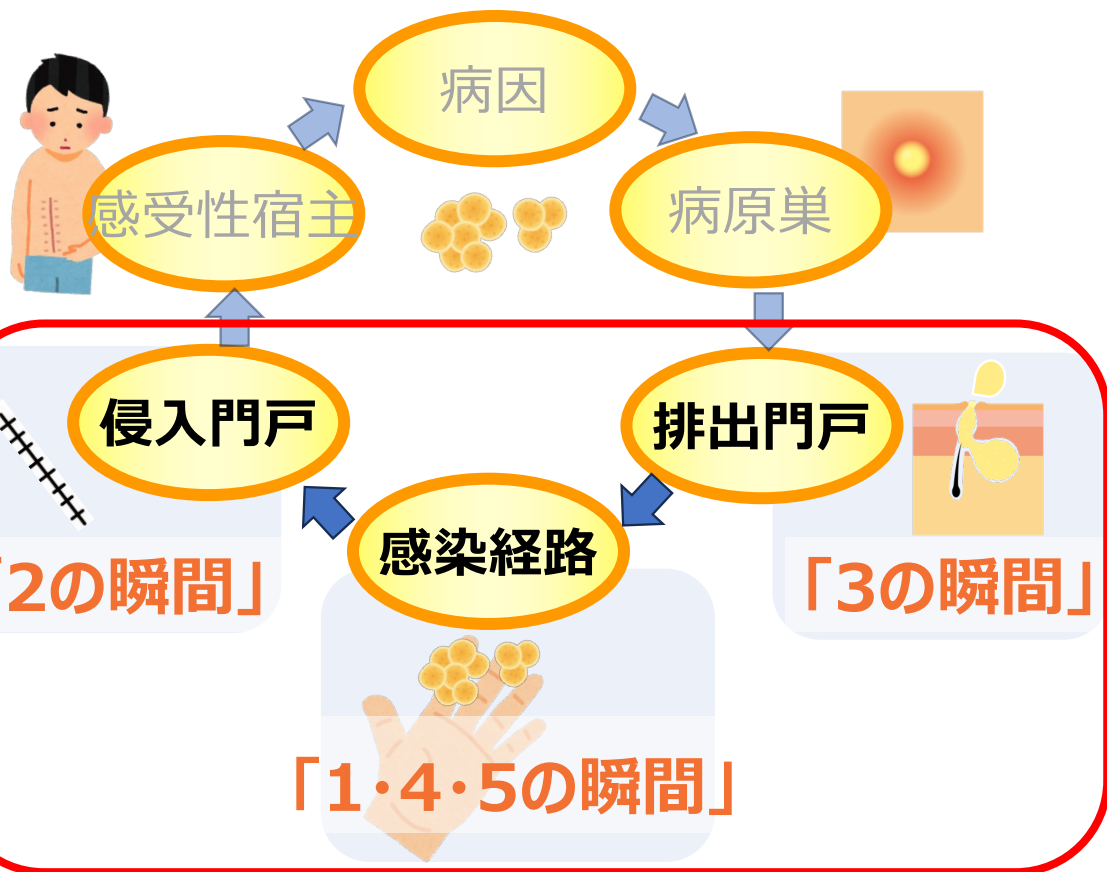 病因
感受性宿主
病原巣
侵入門戸
排出門戸
感染経路
「2の瞬間」
「3の瞬間」
「1･4･5の瞬間」